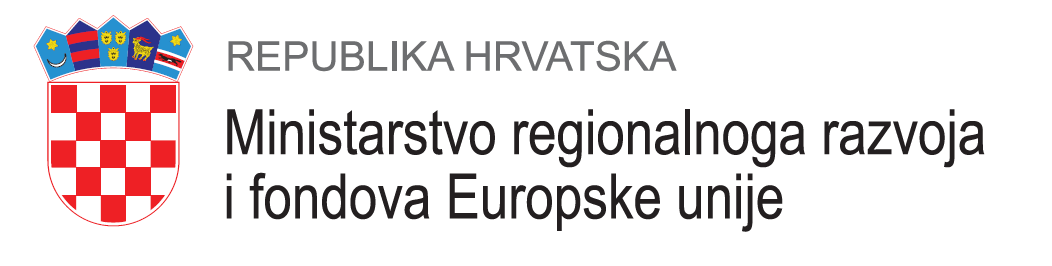 REPUBLIKA HRVATSKA
Ministarstvo regionalnoga razvoja
i fondova Europske unije